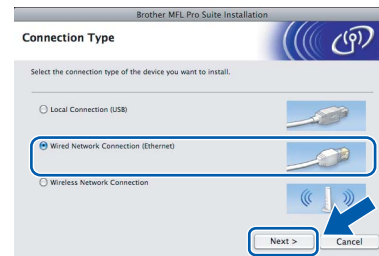 Brother MFL Pro Suite Installation
Connection Type
Select the connection type of the device you want to install.
Local Connection (USB)
Wired Network Connection (Ethernet)
Wireless Network Connection
Next >
Cancel